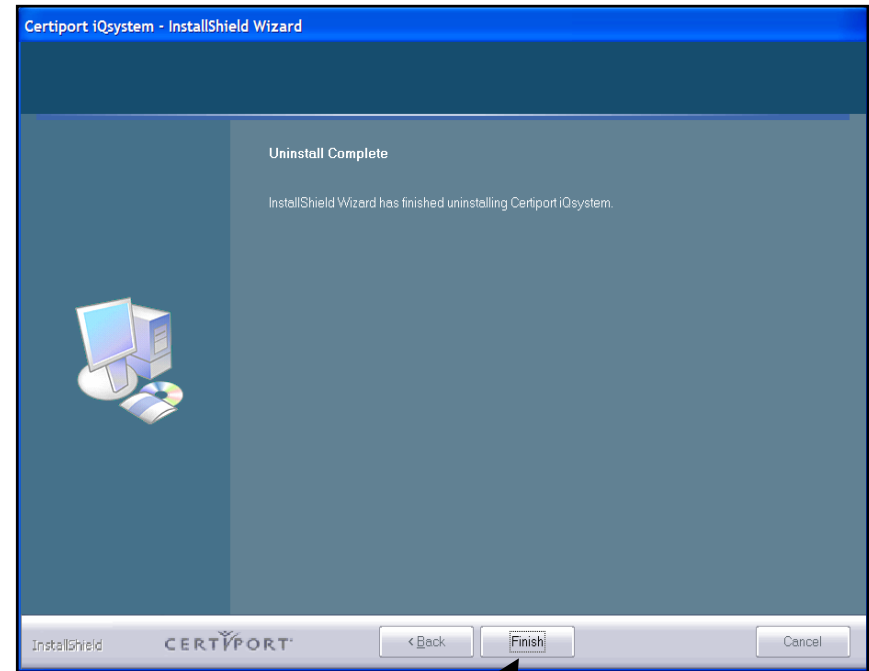 Certiport iQsystem - InstallShield Wizard
Uninstall Complete
InstallShield Wizard has finished uninstalling Certiport iQsystem.
InstallShield
CERTIPORT
< Back
Finish
Cancel